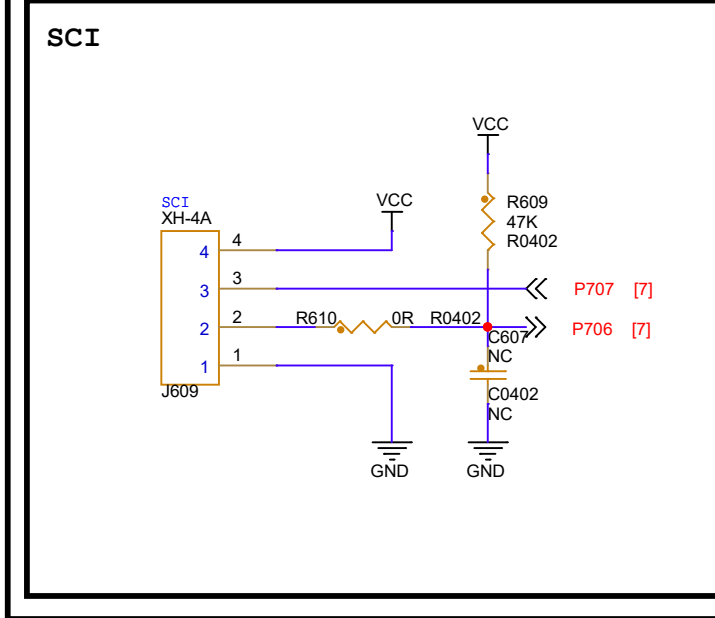 SCI
VCC
R609
47K
R0402
SCI
XH-4A
VCC
4 4
3 3
P707 [7]
2 2
R610 0R R0402
P706 [7]
C607
NC
1 1
J609
C0402
NC
GND
GND